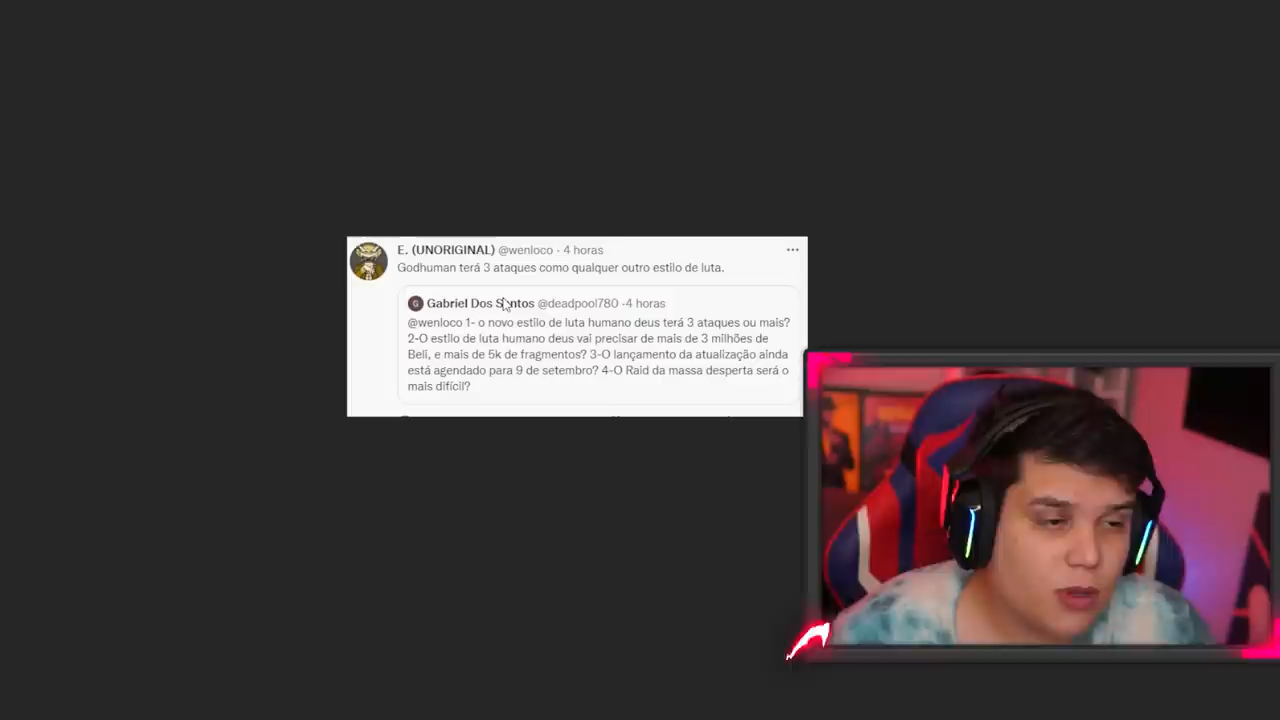 E. (UNORIGINAL) @wenloco · 4 horas
Godhuman terá 3 ataques como qualquer outro estilo de luta.
G Gabriel Dos Santos @deadpool780 ·4 horas
@wenloco 1- o novo estilo de luta humano deus terá 3 ataques ou mais?
2-O estilo de luta humano deus vai precisar de mais de 3 milhões de
Beli, e mais de 5k de fragmentos? 3-O lançamento da atualização ainda
está agendado para 9 de setembro? 4-O Raid da massa desperta será o
mais difícil?